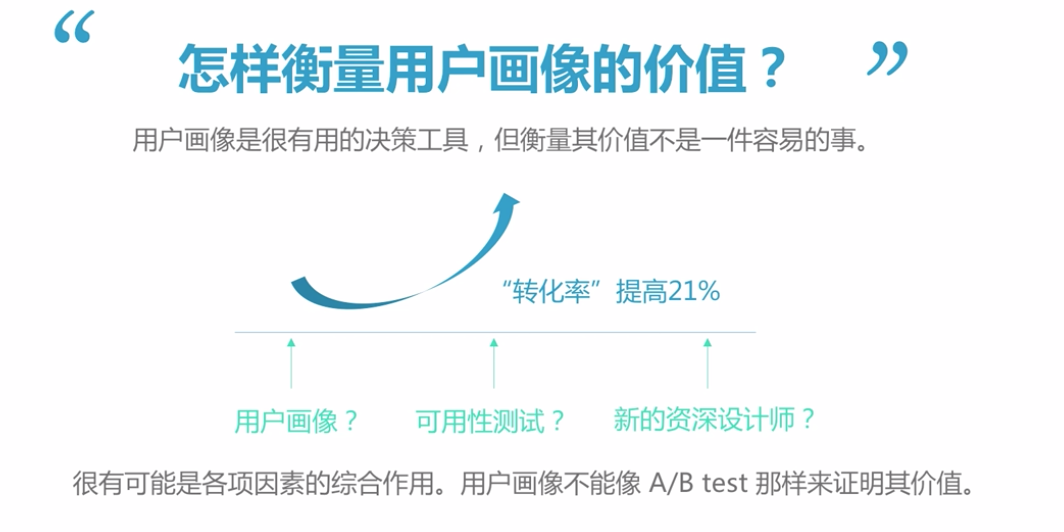 “怎样衡量用户画像的价值？”
用户画像是很有用的决策工具，但衡量其价值不是一件容易的事。
“转化率”提高21%
用户画像？ 可用性测试？ 新的资深设计师？
很有可能是各项因素的综合作用。用户画像不能像 A/B test 那样来证明其价值。